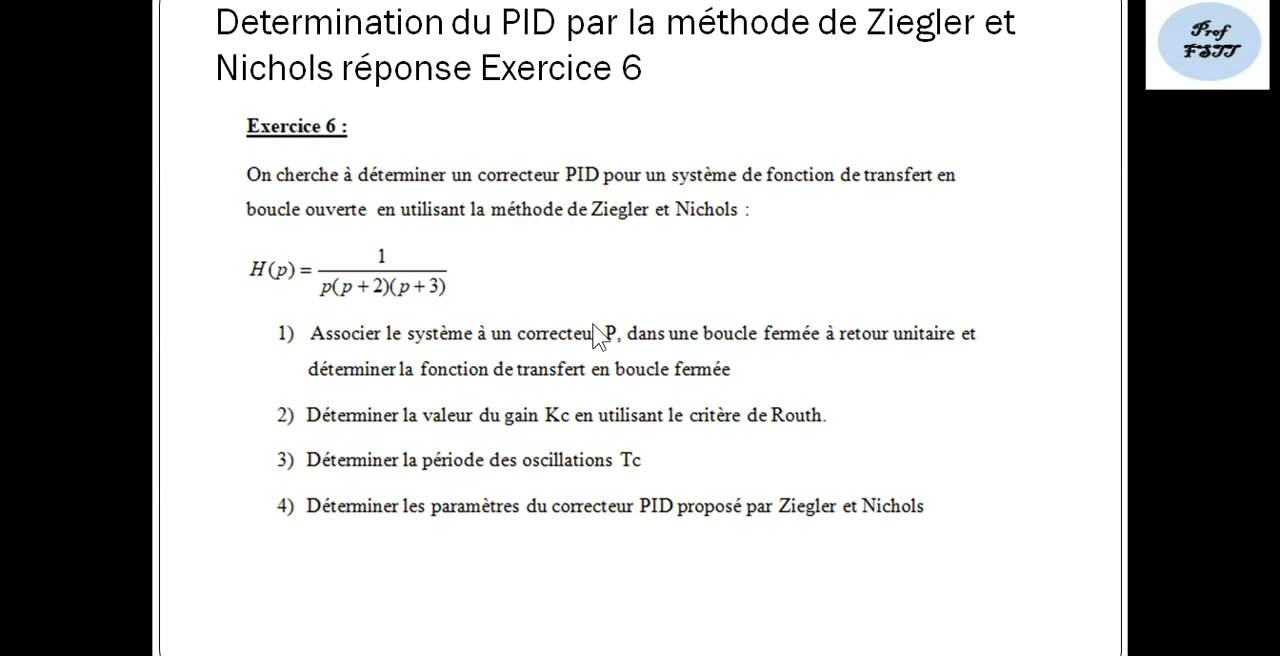 Determination du PID par la méthode de Ziegler et
Nichols réponse Exercice 6
Prof
FSTT
Exercice 6 :
On cherche à déterminer un correcteur PID pour un système de fonction de transfert en
boucle ouverte en utilisant la méthode de Ziegler et Nichols :
H(p) = 1 / p(p+2)(p+3)
1) Associer le système à un correcteur P, dans une boucle fermée à retour unitaire et
déterminer la fonction de transfert en boucle fermée
2) Déterminer la valeur du gain Kc en utilisant le critère de Routh.
3) Déterminer la période des oscillations Tc
4) Déterminer les paramètres du correcteur PID proposé par Ziegler et Nichols